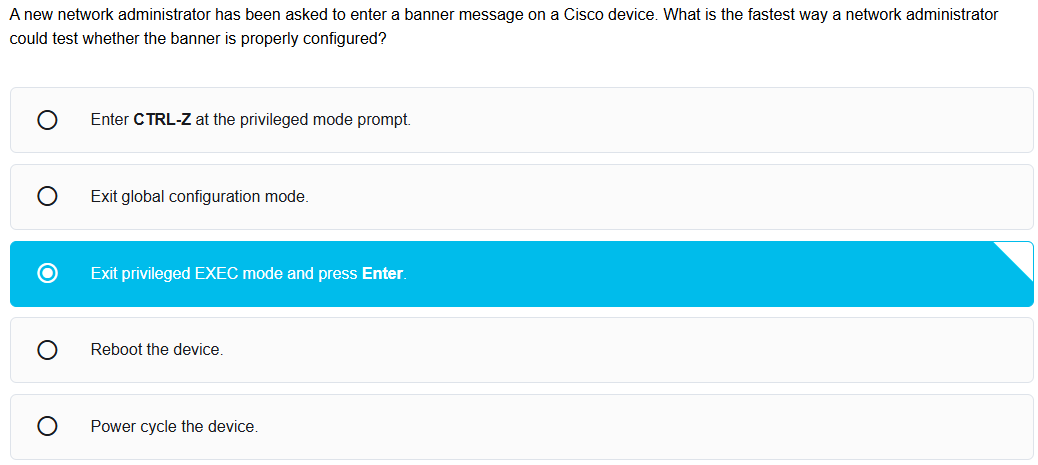 A new network administrator has been asked to enter a banner message on a Cisco device. What is the fastest way a network administrator
could test whether the banner is properly configured?
Enter CTRL-Z at the privileged mode prompt.
Exit global configuration mode.
Exit privileged EXEC mode and press Enter.
Reboot the device.
Power cycle the device.